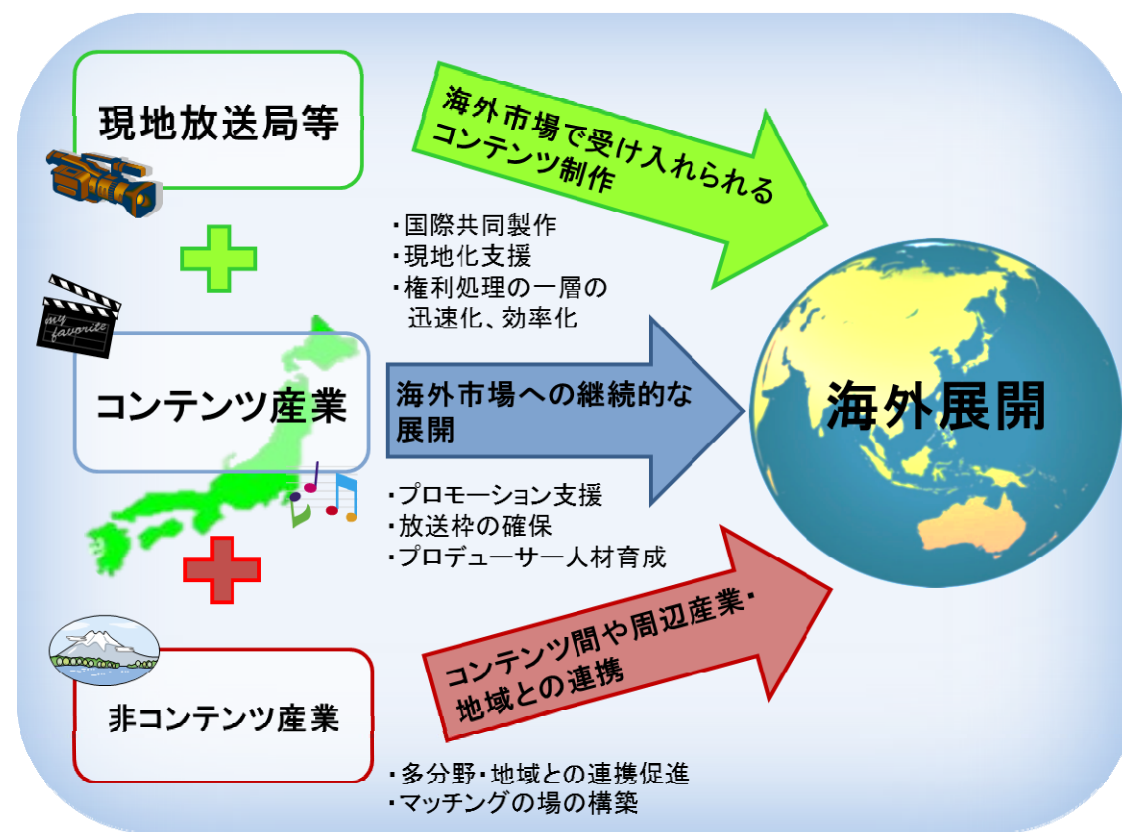 現地放送局等
海外市場で受け入れられる
コンテンツ制作
・国際共同製作
・現地化支援
・権利処理の一層の
迅速化、効率化
my
favorite
コンテンツ産業
海外市場への継続的な
展開
海外展開
・プロモーション支援
・放送枠の確保
・プロデューサー人材育成
コンテンツ間や周辺産業・
地域との連携
非コンテンツ産業
・多分野・地域との連携促進
・マッチングの場の構築